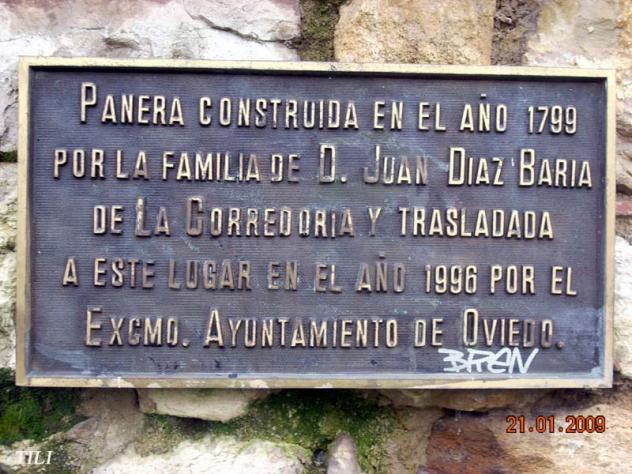 PANERA CONSTRUIDA EN EL AÑO 1799
POR LA FAMILIA DE D. JUAN DIAZ BARIA
DE LA CORREDORIA Y TRASLADADA
A ESTE LUGAR EN EL AÑO 1996 POR EL
EXCMO. AYUNTAMIENTO DE OVIEDO.
BREN
21.01.2009
TILI